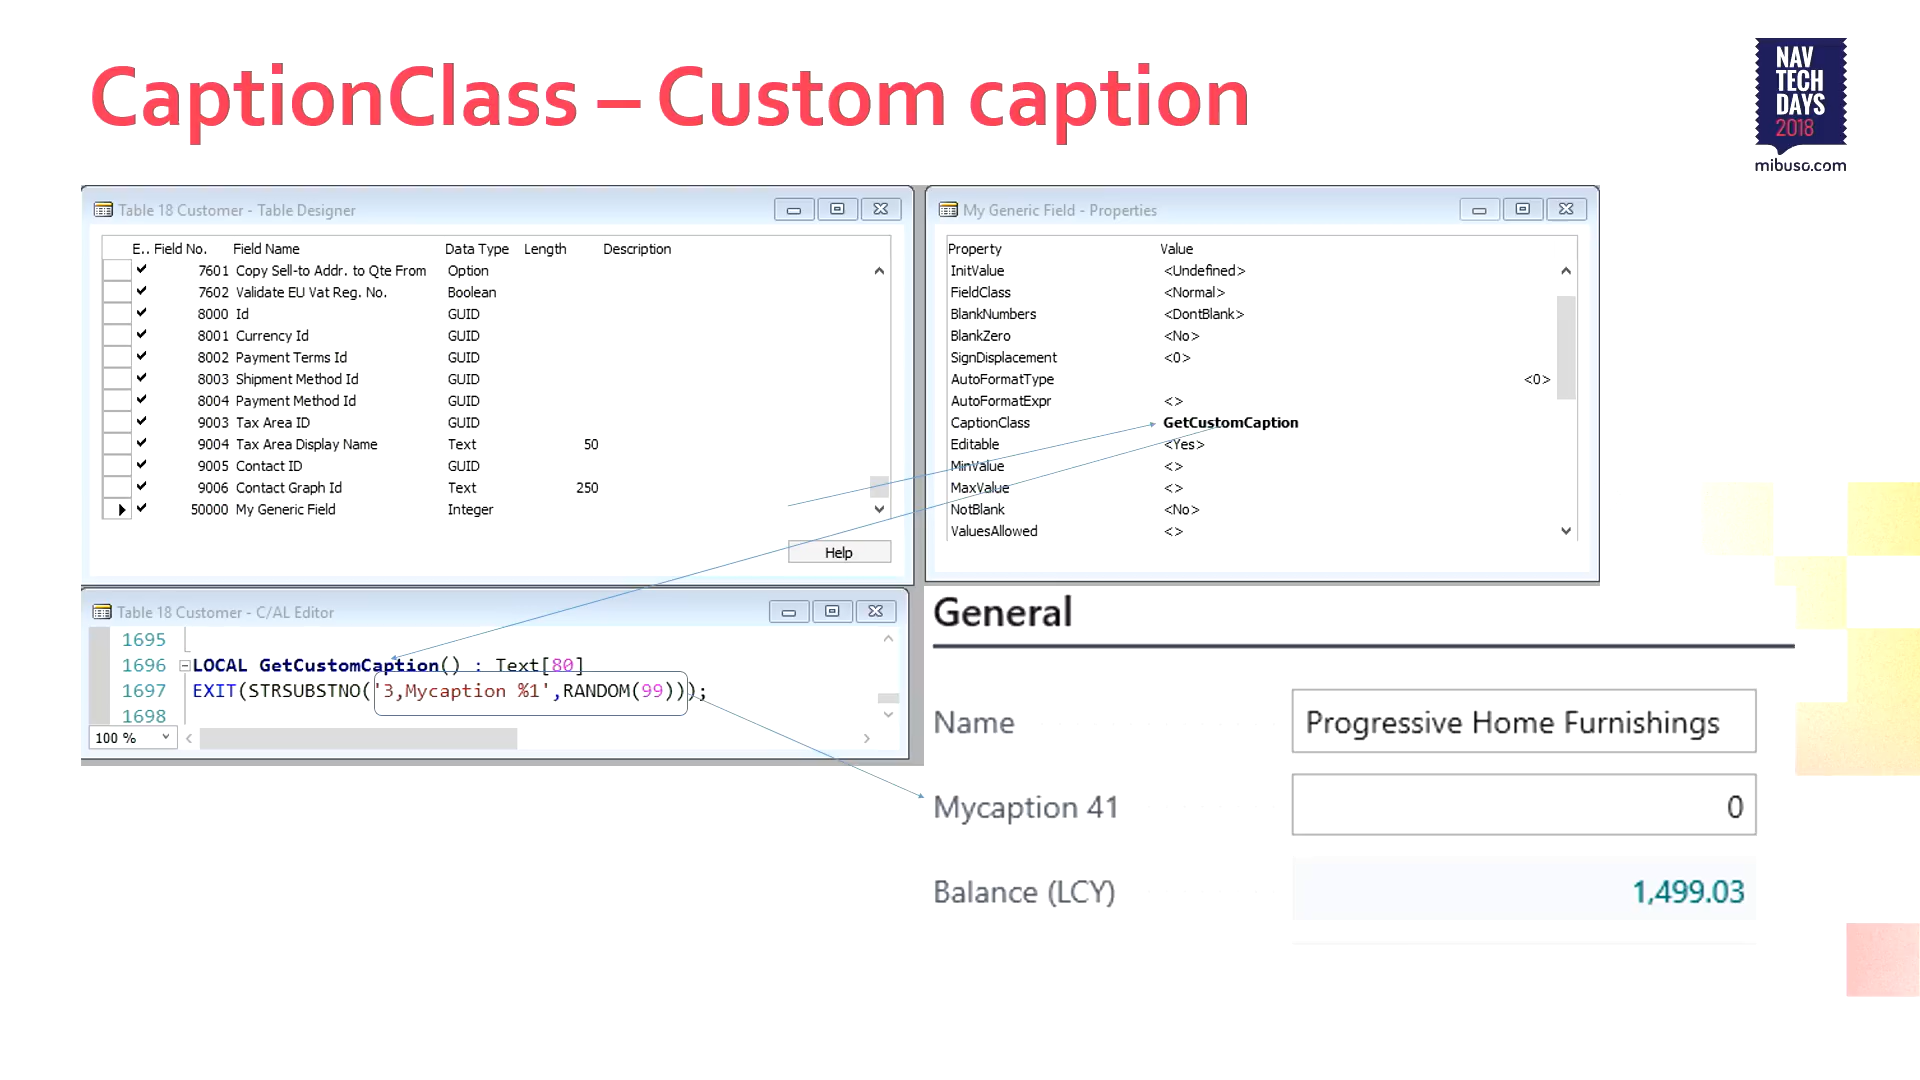 CaptionClass – Custom caption
NAV
TECH
DAYS
2018
mibuso.com
Table 18 Customer - Table Designer
E.. Field No. Field Name Data Type Length Description
7601 Copy Sell-to Addr. to Qte From Option
7602 Validate EU Vat Reg. No. Boolean
8000 Id GUID
8001 Currency Id GUID
8002 Payment Terms Id GUID
8003 Shipment Method Id GUID
8004 Payment Method Id GUID
9003 Tax Area ID GUID
9004 Tax Area Display Name Text 50
9005 Contact ID GUID
9006 Contact Graph Id Text 250
50000 My Generic Field Integer
Help
My Generic Field - Properties
Property Value
InitValue <Undefined>
FieldClass <Normal>
BlankNumbers <DontBlank>
BlankZero <No>
SignDisplacement <0>
AutoFormatType <0>
AutoFormatExpr <>
CaptionClass GetCustomCaption
Editable <Yes>
MinValue <>
MaxValue <>
NotBlank <No>
ValuesAllowed <>
Table 18 Customer - C/AL Editor
1695
1696 LOCAL GetCustomCaption() : Text[80]
1697 EXIT(STRSUBSTNO('3,Mycaption %1',RANDOM(99)));
1698
100 %
General
Name Progressive Home Furnishings
Mycaption 41 0
Balance (LCY) 1,499.03